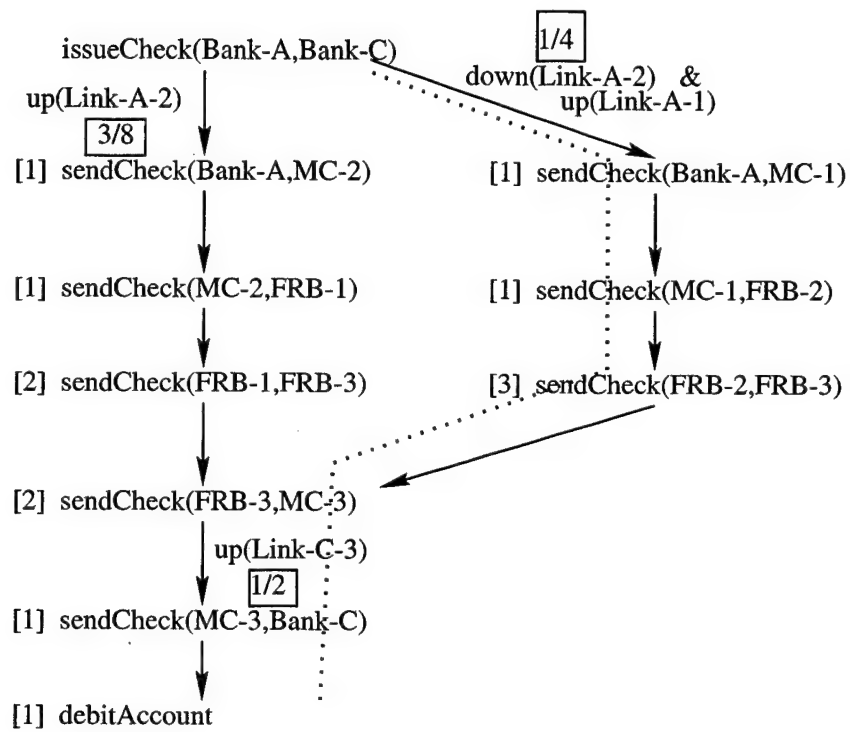 issueCheck(Bank-A,Bank-C)
1/4
down(Link-A-2) &
up(Link-A-1)
up(Link-A-2)
3/8
[1] sendCheck(Bank-A,MC-2)
[1] sendCheck(Bank-A,MC-1)
[1] sendCheck(MC-2,FRB-1)
[1] sendCheck(MC-1,FRB-2)
[2] sendCheck(FRB-1,FRB-3)
[3] sendCheck(FRB-2,FRB-3)
[2] sendCheck(FRB-3,MC-3)
up(Link-C-3)
1/2
[1] sendCheck(MC-3,Bank-C)
[1] debitAccount